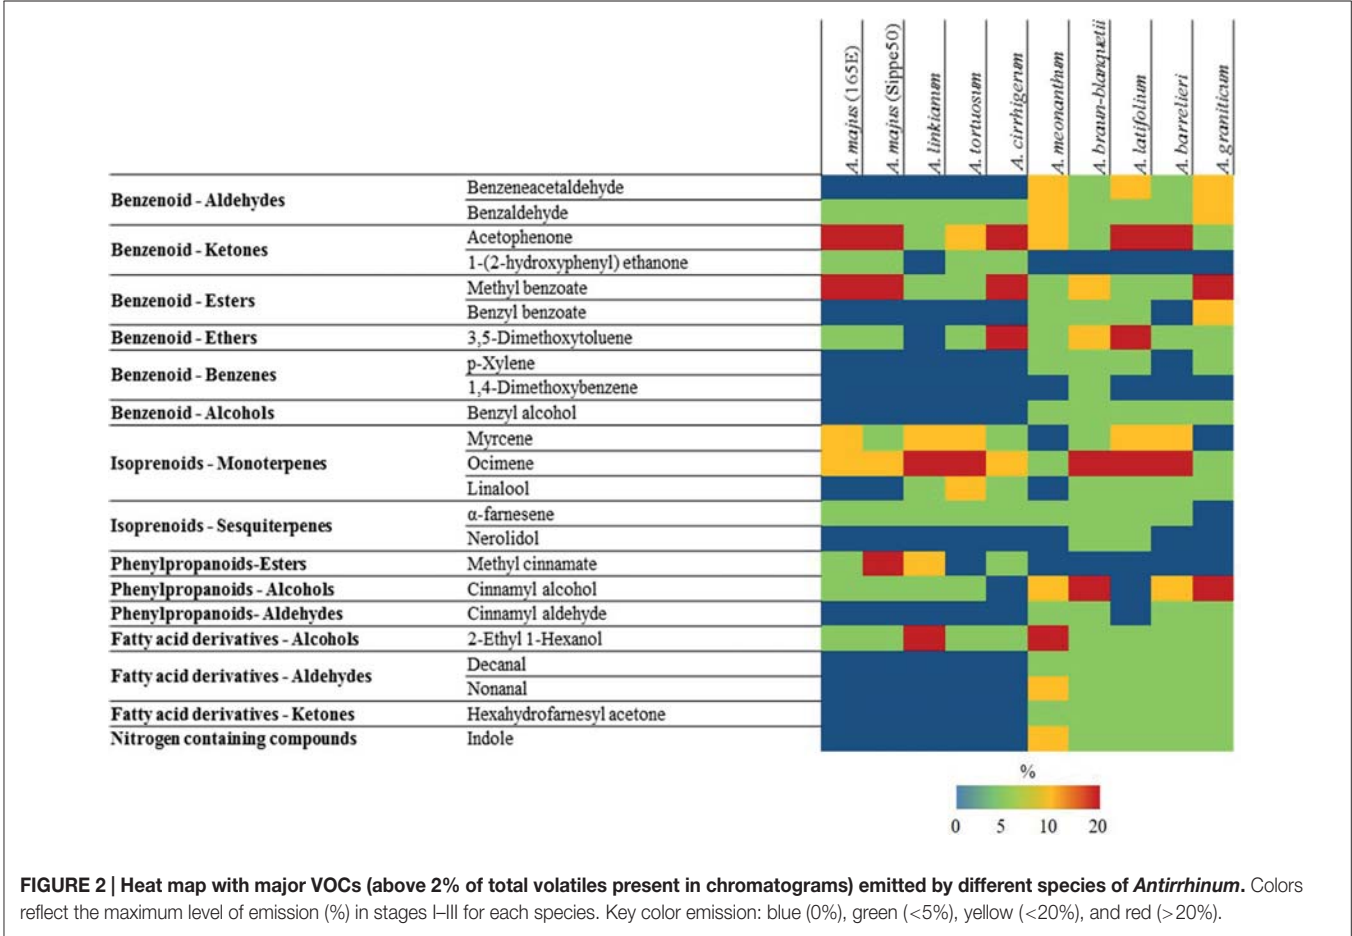 A. majus (165E)
A. majus (Sippe50)
A. linkianum
A. tortuosum
A. cirrhigerum
A. meonanthum
A. braun-blanquetii
A. latifolium
A. barrelieri
A. graniticum
Benzenoid - Aldehydes
Benzeneacetaldehyde
Benzaldehyde
Benzenoid - Ketones
Acetophenone
1-(2-hydroxyphenyl) ethanone
Benzenoid - Esters
Methyl benzoate
Benzyl benzoate
Benzenoid - Ethers
3,5-Dimethoxytoluene
Benzenoid - Benzenes
p-Xylene
1,4-Dimethoxybenzene
Benzenoid - Alcohols
Benzyl alcohol
Isoprenoids - Monoterpenes
Myrcene
Ocimene
Linalool
Isoprenoids - Sesquiterpenes
α-farnesene
Nerolidol
Phenylpropanoids-Esters
Methyl cinnamate
Phenylpropanoids - Alcohols
Cinnamyl alcohol
Phenylpropanoids- Aldehydes
Cinnamyl aldehyde
Fatty acid derivatives - Alcohols
2-Ethyl 1-Hexanol
Fatty acid derivatives - Aldehydes
Decanal
Nonanal
Fatty acid derivatives - Ketones
Hexahydrofarnesyl acetone
Nitrogen containing compounds
Indole
%
0 5 10 20
FIGURE 2 | Heat map with major VOCs (above 2% of total volatiles present in chromatograms) emitted by different species of Antirrhinum. Colors
reflect the maximum level of emission (%) in stages I–III for each species. Key color emission: blue (0%), green (<5%), yellow (<20%), and red (>20%).